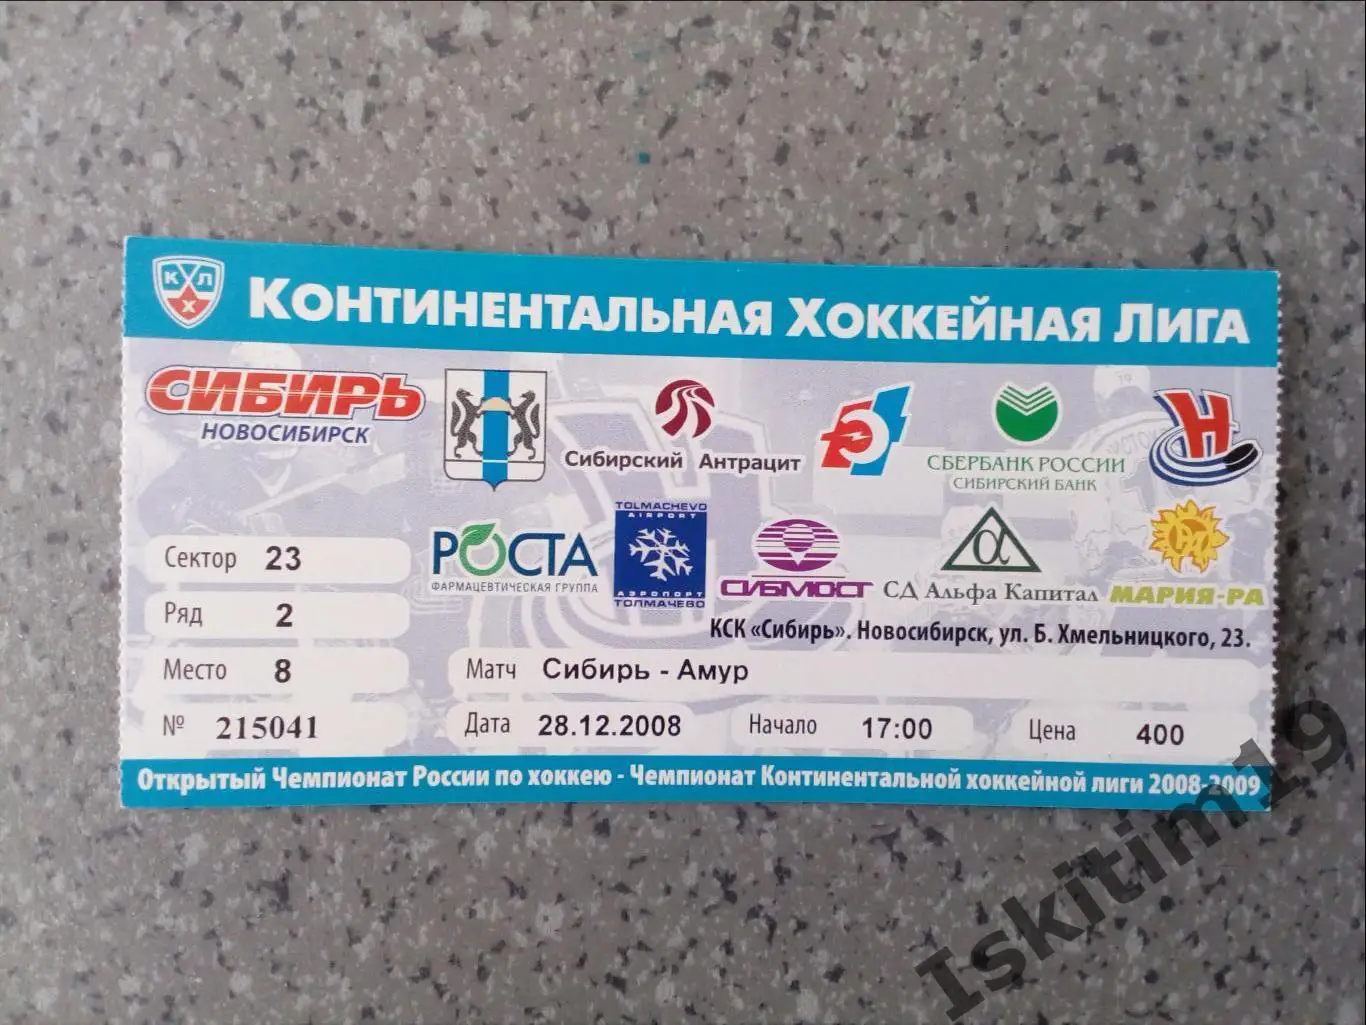 КХЛ
КОНТИНЕНТАЛЬНАЯ ХОККЕЙНАЯ ЛИГА
СИБИРЬ
НОВОСИБИРСК
Сибирский Антрацит
СБЕРБАНК РОССИИ
СИБИРСКИЙ БАНК
Н
РОСТА
ФАРМАЦЕВТИЧЕСКАЯ ГРУППА
TOLMACHEVO
AIRPORT
АЭРОПОРТ
ТОЛМАЧЕВО
СИБМОСТ
α
СД Альфа Капитал
МАРИЯ-РА
КСК «Сибирь». Новосибирск, ул. Б. Хмельницкого, 23.
Сектор 23
Ряд 2
Место 8
№ 215041
Матч Сибирь - Амур
Дата 28.12.2008
Начало 17:00
Цена 400
Открытый Чемпионат России по хоккею - Чемпионат Континентальной хоккейной лиги 2008-2009
Iskitim19